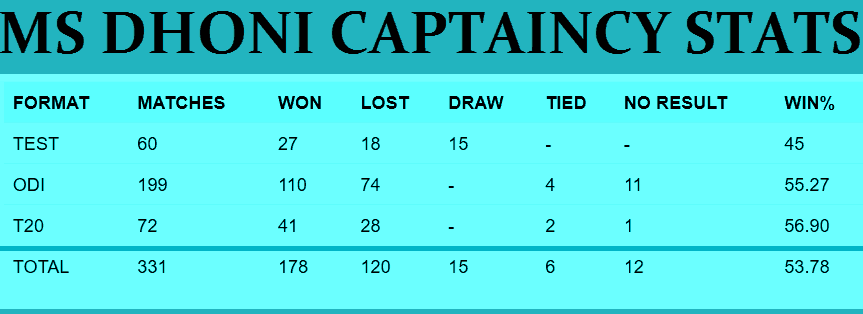 MS DHONI CAPTAINCY STATS
FORMAT MATCHES WON LOST DRAW TIED NO RESULT WIN%
TEST 60 27 18 15 - - 45
ODI 199 110 74 - 4 11 55.27
T20 72 41 28 - 2 1 56.90
TOTAL 331 178 120 15 6 12 53.78